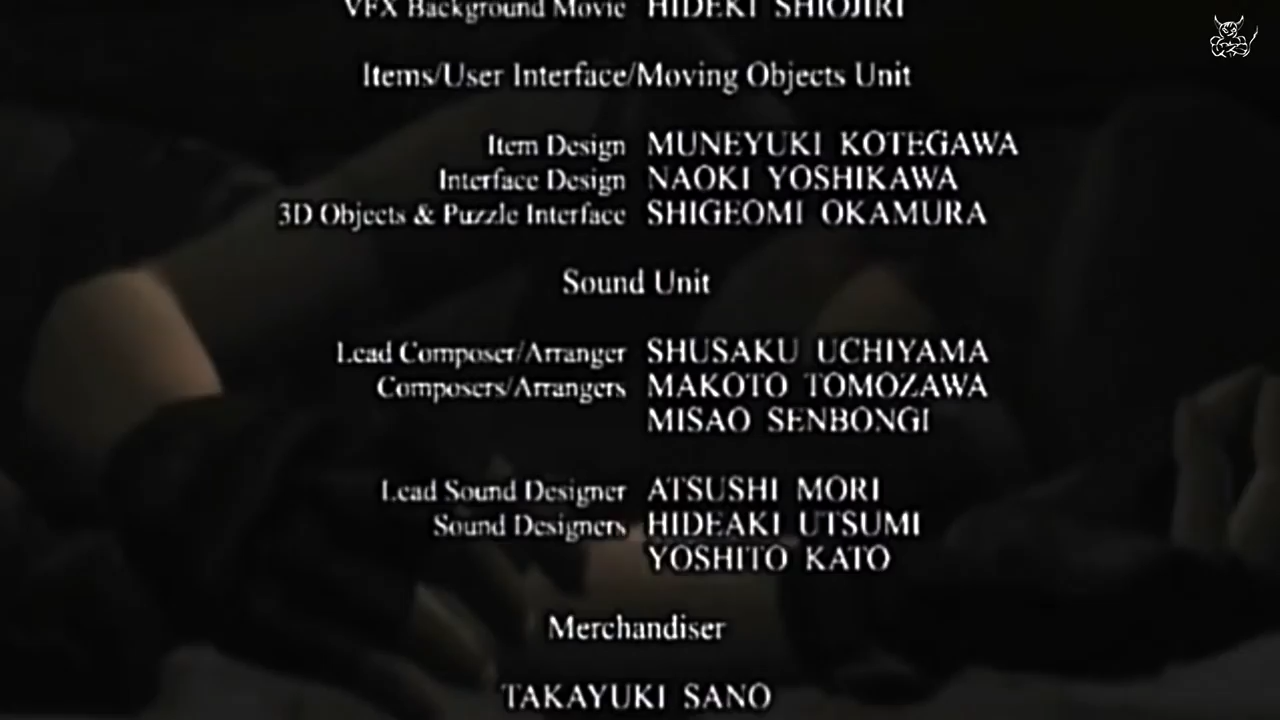 VFX Background Movie HIDEKI SHIOJIRI
Items/User Interface/Moving Objects Unit
Item Design MUNEYUKI KOTEGAWA
Interface Design NAOKI YOSHIKAWA
3D Objects & Puzzle Interface SHIGEOMI OKAMURA
Sound Unit
Lead Composer/Arranger SHUSAKU UCHIYAMA
Composers/Arrangers MAKOTO TOMOZAWA
MISAO SENBONGI
Lead Sound Designer ATSUSHI MORI
Sound Designers HIDEAKI UTSUMI
YOSHITO KATO
Merchandiser
TAKAYUKI SANO